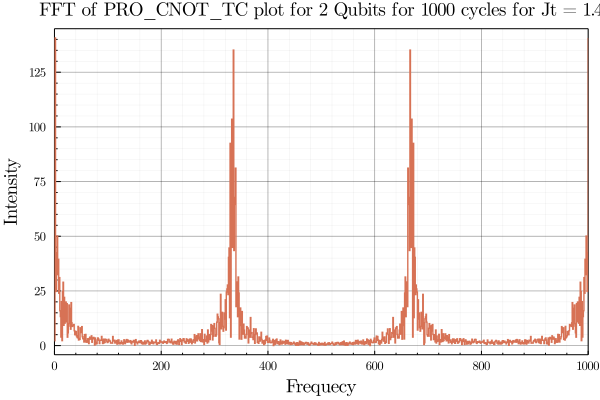 FFT of PRO_CNOT_TC plot for 2 Qubits for 1000 cycles for Jt = 1.4
125
100
75
50
25
0
Intensity
0 200 400 600 800 1000
Frequecy